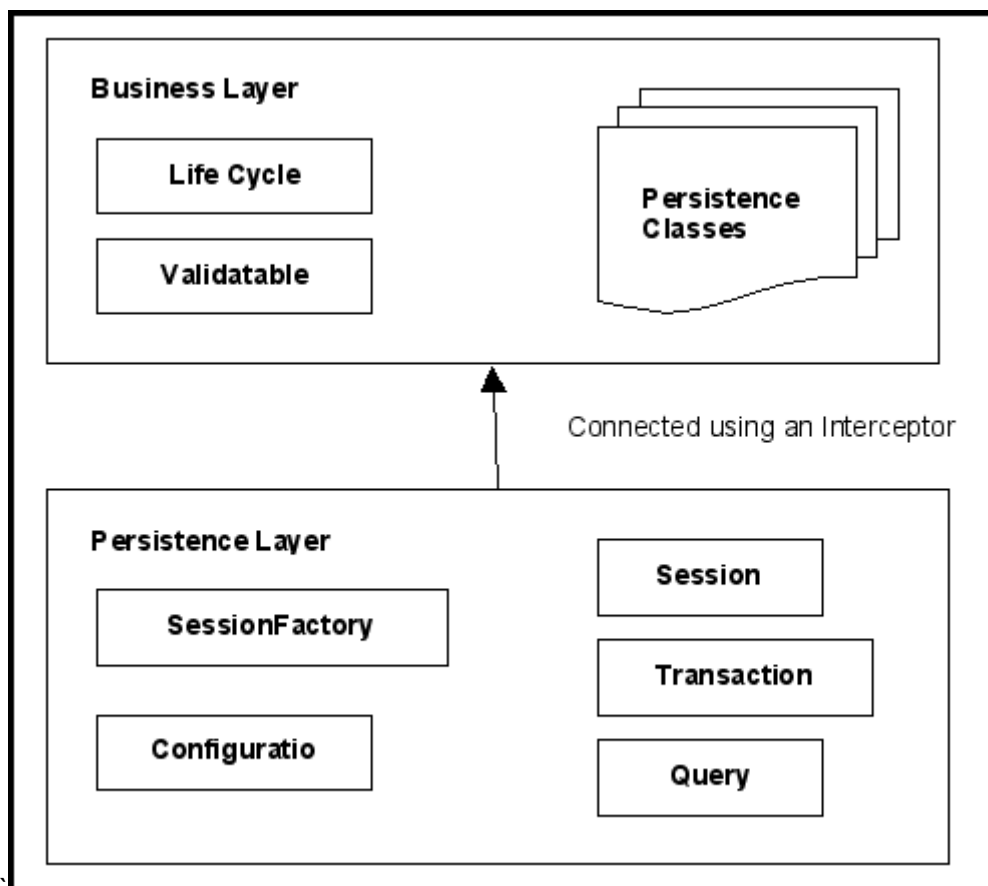 Business Layer
Life Cycle
Validatable
Persistence
Classes
Connected using an Interceptor
Persistence Layer
SessionFactory
Configuratio
Session
Transaction
Query